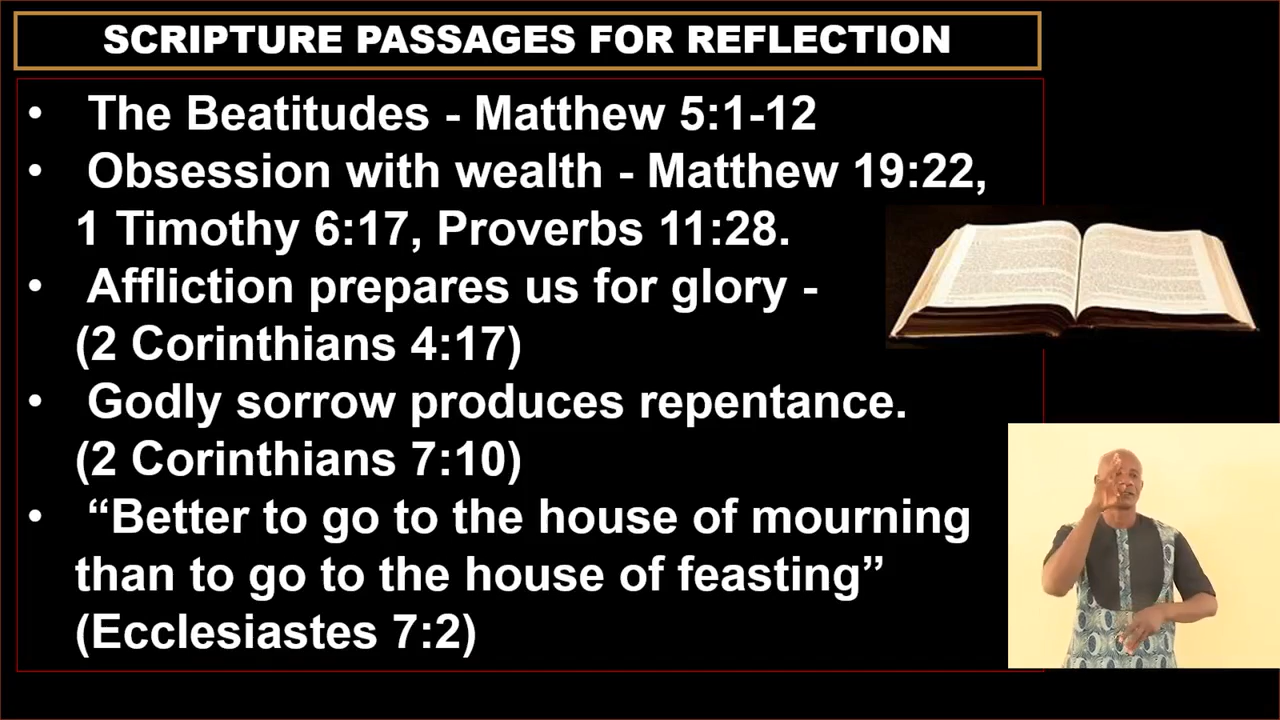 SCRIPTURE PASSAGES FOR REFLECTION
• The Beatitudes - Matthew 5:1-12
• Obsession with wealth - Matthew 19:22,
1 Timothy 6:17, Proverbs 11:28.
• Affliction prepares us for glory -
(2 Corinthians 4:17)
• Godly sorrow produces repentance.
(2 Corinthians 7:10)
• “Better to go to the house of mourning
than to go to the house of feasting”
(Ecclesiastes 7:2)